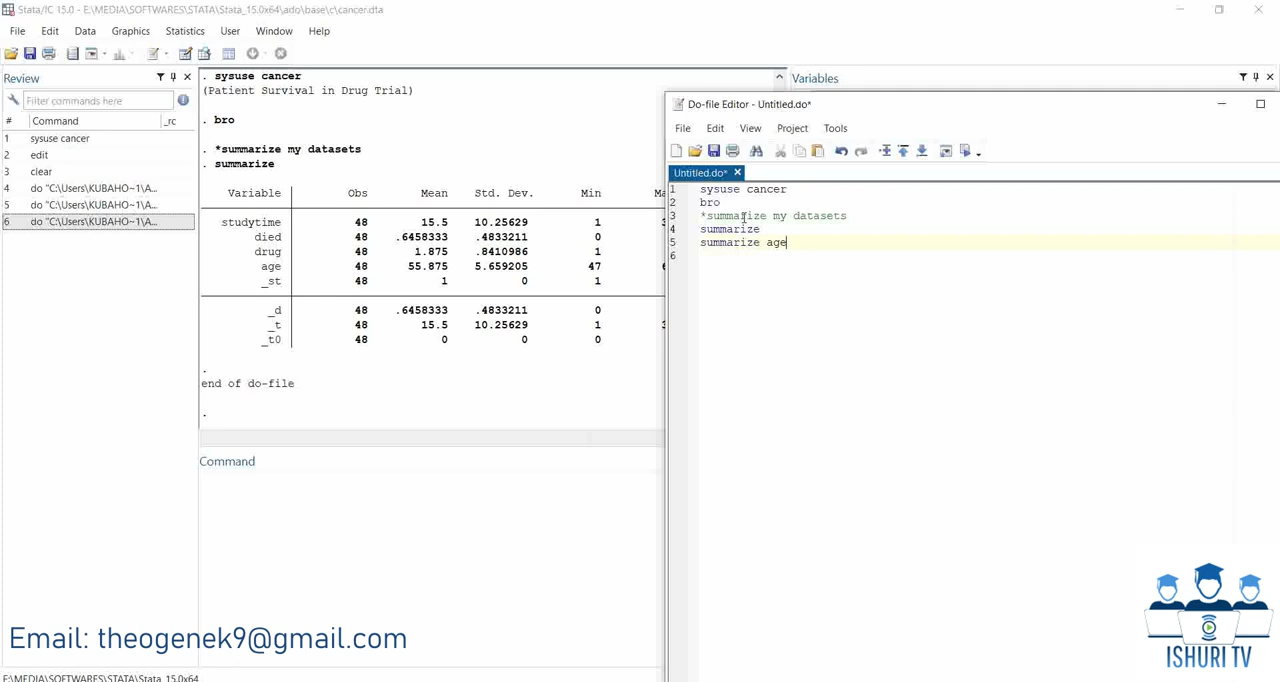 Stata/IC 15.0 - E:\MEDIA\SOFTWARES\STATA\Stata_15.0x64\ado\base\c\cancer.dta
File Edit Data Graphics Statistics User Window Help
Review
Filter commands here
# Command _rc
1 sysuse cancer
2 edit
3 clear
4 do "C:\Users\KUBAHO~1\A...
5 do "C:\Users\KUBAHO~1\A...
6 do "C:\Users\KUBAHO~1\A...
. sysuse cancer
(Patient Survival in Drug Trial)
. bro
. *summarize my datasets
. summarize
Variable Obs Mean Std. Dev. Min Ma
studytime 48 15.5 10.25629 1 3
died 48 .6458333 .4833211 0
drug 48 1.875 .8410986 1
age 48 55.875 5.659205 47 6
_st 48 1 0 1
_d 48 .6458333 .4833211 0
_t 48 15.5 10.25629 1 3
_t0 48 0 0 0
.
end of do-file
.
Command
Variables
Do-file Editor - Untitled.do*
File Edit View Project Tools
Untitled.do*
1 sysuse cancer
2 bro
3 *summarize my datasets
4 summarize
5 summarize age
6
Email: theogenek9@gmail.com
ISHURI TV
E:\MEDIA\SOFTWARES\STATA\Stata_15.0x64